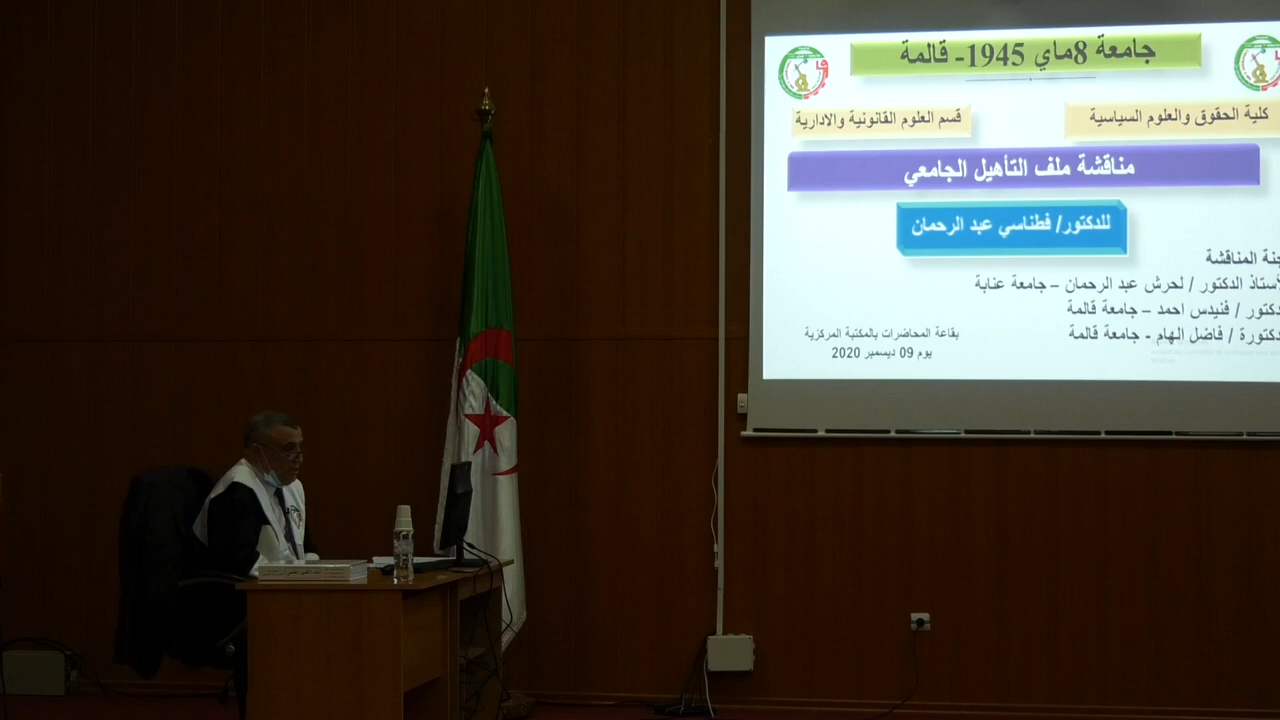 جامعة 8ماي 1945- قالمة
كلية الحقوق والعلوم السياسية
قسم العلوم القانونية والادارية
مناقشة ملف التأهيل الجامعي
للدكتور/ فطناسي عبد الرحمان
جنة المناقشة
لأستاذ الدكتور / لحرش عبد الرحمان – جامعة عنابة
دكتور / فنيدس احمد – جامعة قالمة
دكتورة / فاضل الهام - جامعة قالمة
بقاعة المحاضرات بالمكتبة المركزية
يوم 09 ديسمبر 2020